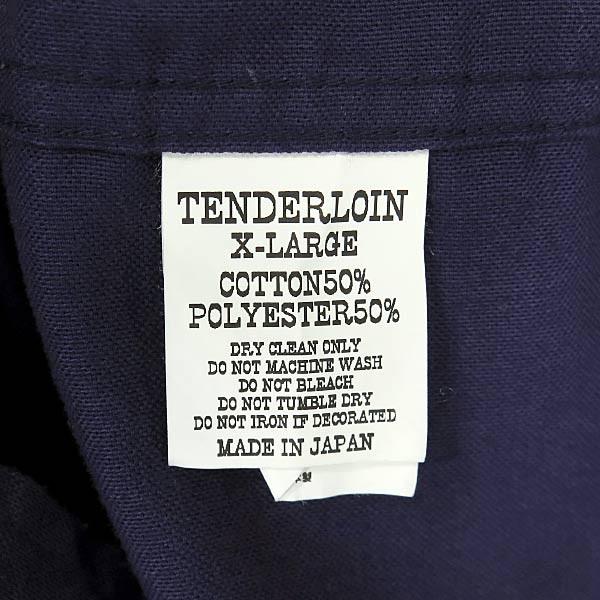 TENDERLOIN
X-LARGE
COTTON50%
POLYESTER50%
DRY CLEAN ONLY
DO NOT MACHINE WASH
DO NOT BLEACH
DO NOT TUMBLE DRY
DO NOT IRON IF DECORATED
MADE IN JAPAN